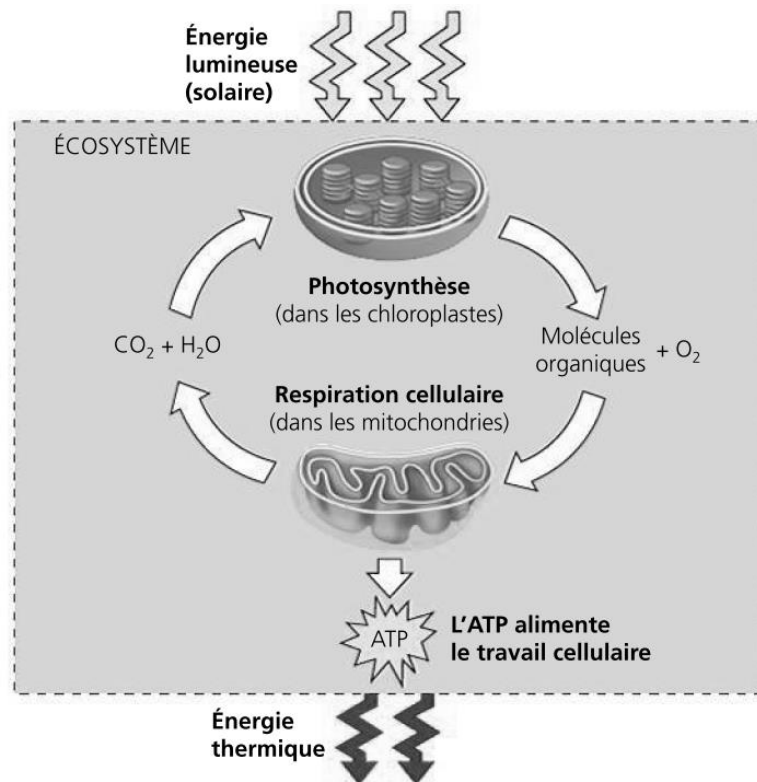 Énergie
lumineuse
(solaire)
ÉCOSYSTÈME
Photosynthèse
(dans les chloroplastes)
CO₂ + H₂O
Molécules
organiques + O₂
Respiration cellulaire
(dans les mitochondries)
ATP
L'ATP alimente
le travail cellulaire
Énergie
thermique